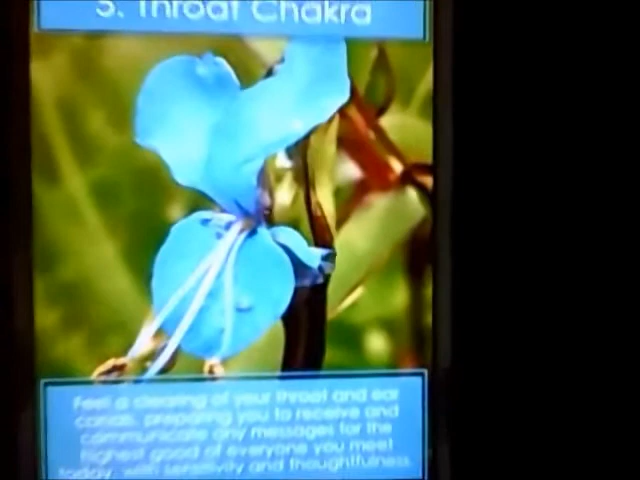 5. Throat Chakra
Feel a clearing of your throat and ear
canals, preparing you to receive and
communicate any messages for the
highest good of everyone you meet
today, with sensitivity and thoughtfulness.